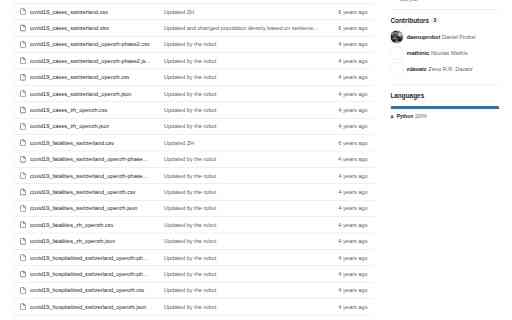 covid19_cases_switzerland.csv Updated ZH 6 years ago
covid19_cases_switzerland.xlsx Updated and changed population density based on swisstow... 6 years ago
covid19_cases_switzerland_openzh-phase2.csv Updated by the robot 4 years ago
covid19_cases_switzerland_openzh-phase2.js... Updated by the robot 4 years ago
covid19_cases_switzerland_openzh.csv Updated by the robot 4 years ago
covid19_cases_switzerland_openzh.json Updated by the robot 4 years ago
covid19_cases_zh_openzh.csv Updated by the robot 4 years ago
covid19_cases_zh_openzh.json Updated by the robot 4 years ago
covid19_fatalities_switzerland.csv Updated ZH 6 years ago
covid19_fatalities_switzerland_openzh-phase... Updated by the robot 4 years ago
covid19_fatalities_switzerland_openzh-phase... Updated by the robot 4 years ago
covid19_fatalities_switzerland_openzh.csv Updated by the robot 4 years ago
covid19_fatalities_switzerland_openzh.json Updated by the robot 4 years ago
covid19_fatalities_zh_openzh.csv Updated by the robot 4 years ago
covid19_fatalities_zh_openzh.json Updated by the robot 4 years ago
covid19_hospitalized_switzerland_openzh-ph... Updated by the robot 4 years ago
covid19_hospitalized_switzerland_openzh-ph... Updated by the robot 4 years ago
covid19_hospitalized_switzerland_openzh.csv Updated by the robot 4 years ago
covid19_hospitalized_switzerland_openzh.json Updated by the robot 4 years ago
Contributors 3
daenuprobst Daniel Probst
Zeno R.R. Davatz
Languages
Python 100%